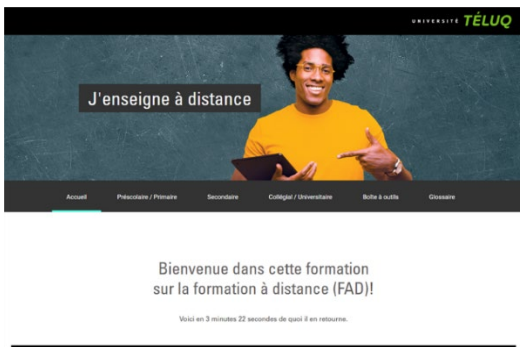 UNIVERSITÉ TÉLUQ
J'enseigne à distance
Accueil Préscolaire / Primaire Secondaire Collégial / Universitaire Boîte à outils Glossaire
Bienvenue dans cette formation
sur la formation à distance (FAD)!
Voici en 3 minutes 22 secondes de quoi il en retourne.